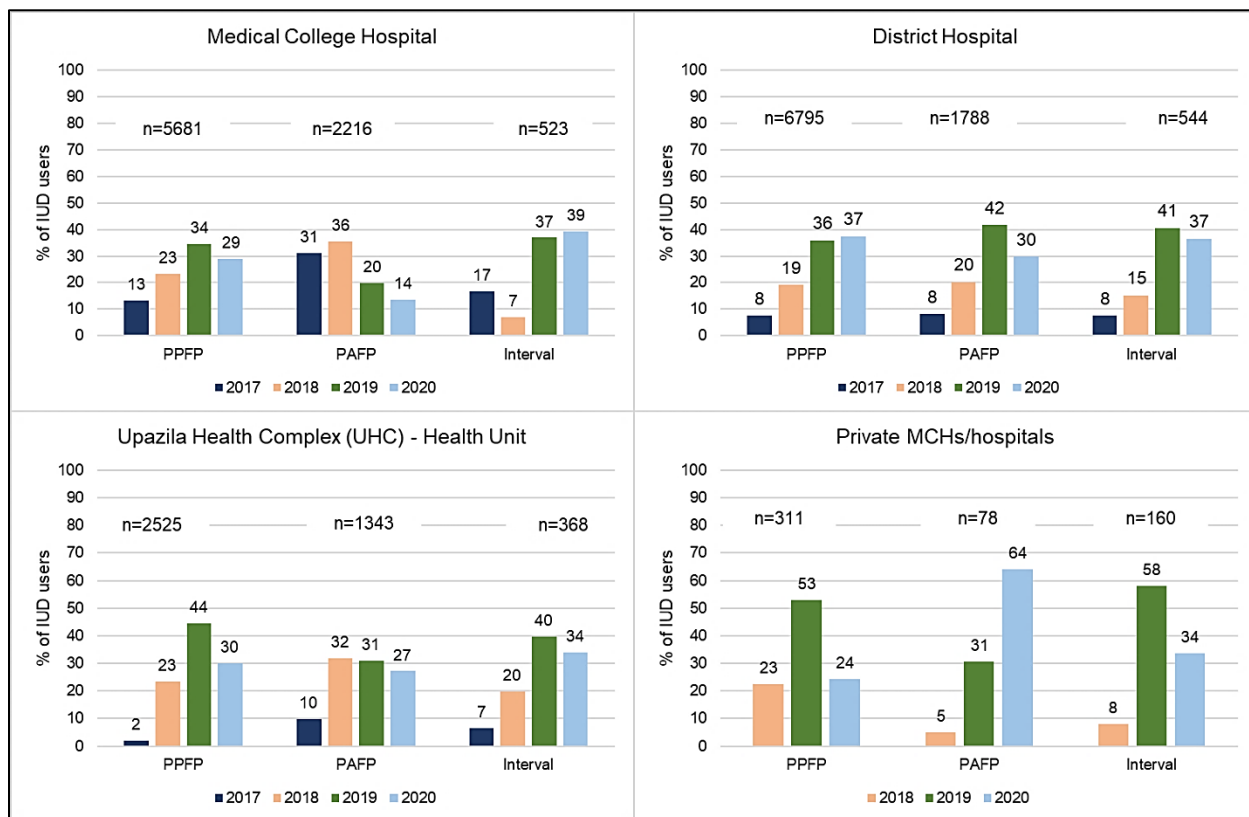 Medical College Hospital
% of IUD users
100
90
80
70
60
50
40
30
20
10
0
n=5681 n=2216 n=523
13 23 34 29
31 36 20 14
17 7 37 39
PPFP PAFP Interval
2017 2018 2019 2020
District Hospital
% of IUD users
100
90
80
70
60
50
40
30
20
10
0
n=6795 n=1788 n=544
8 19 36 37
8 20 42 30
8 15 41 37
PPFP PAFP Interval
2017 2018 2019 2020
Upazila Health Complex (UHC) - Health Unit
% of IUD users
100
90
80
70
60
50
40
30
20
10
0
n=2525 n=1343 n=368
2 23 44 30
10 32 31 27
7 20 40 34
PPFP PAFP Interval
2017 2018 2019 2020
Private MCHs/hospitals
% of IUD users
100
90
80
70
60
50
40
30
20
10
0
n=311 n=78 n=160
23 53 24
5 31 64
8 58 34
PPFP PAFP Interval
2018 2019 2020